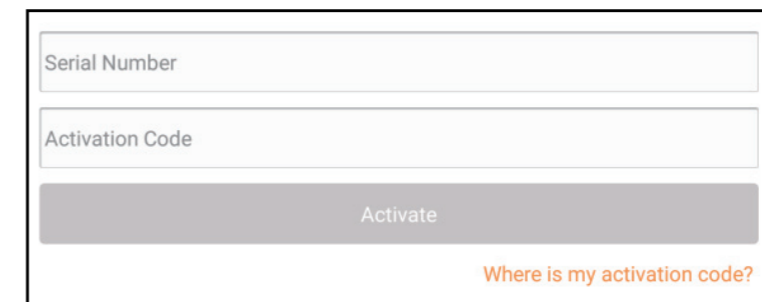 Serial Number
Activation Code
Activate
Where is my activation code?